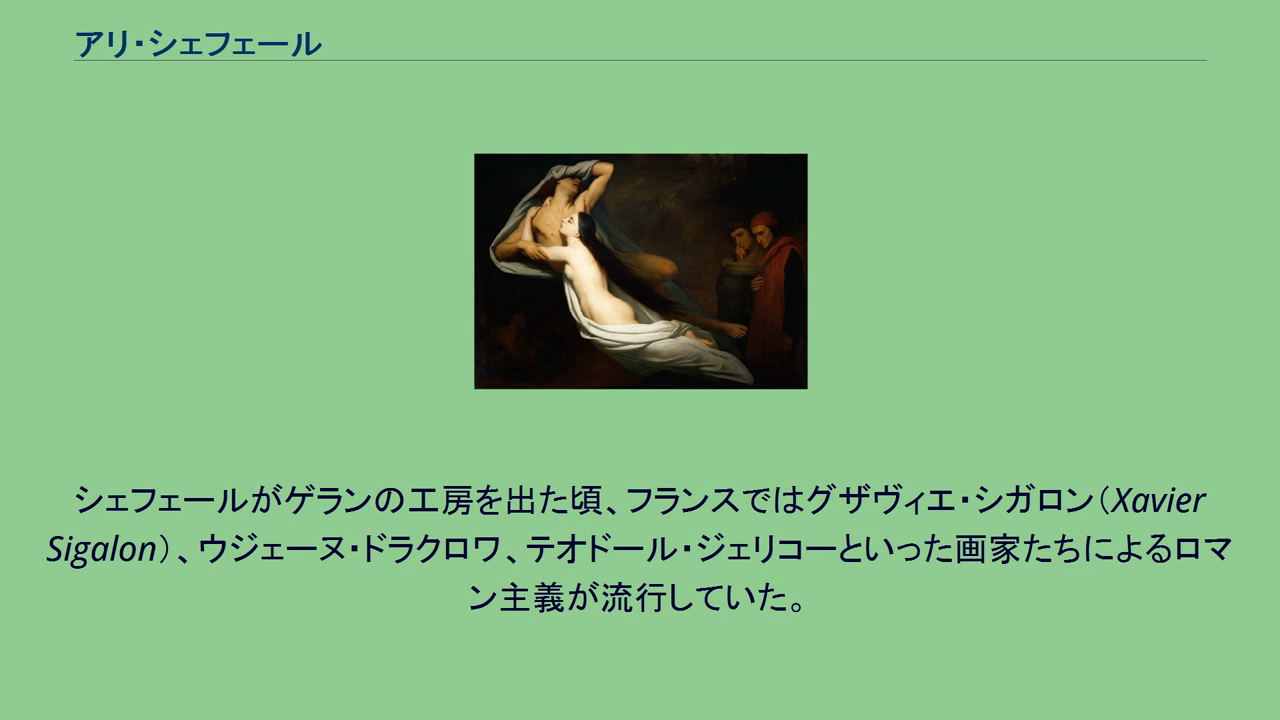 アリ・シェフェール
シェフェールがゲランの工房を出た頃、フランスではグザヴィエ・シガロン（Xavier
Sigalon）、ウジェーヌ・ドラクロワ、テオドール・ジェリコーといった画家たちによるロマ
ン主義が流行していた。